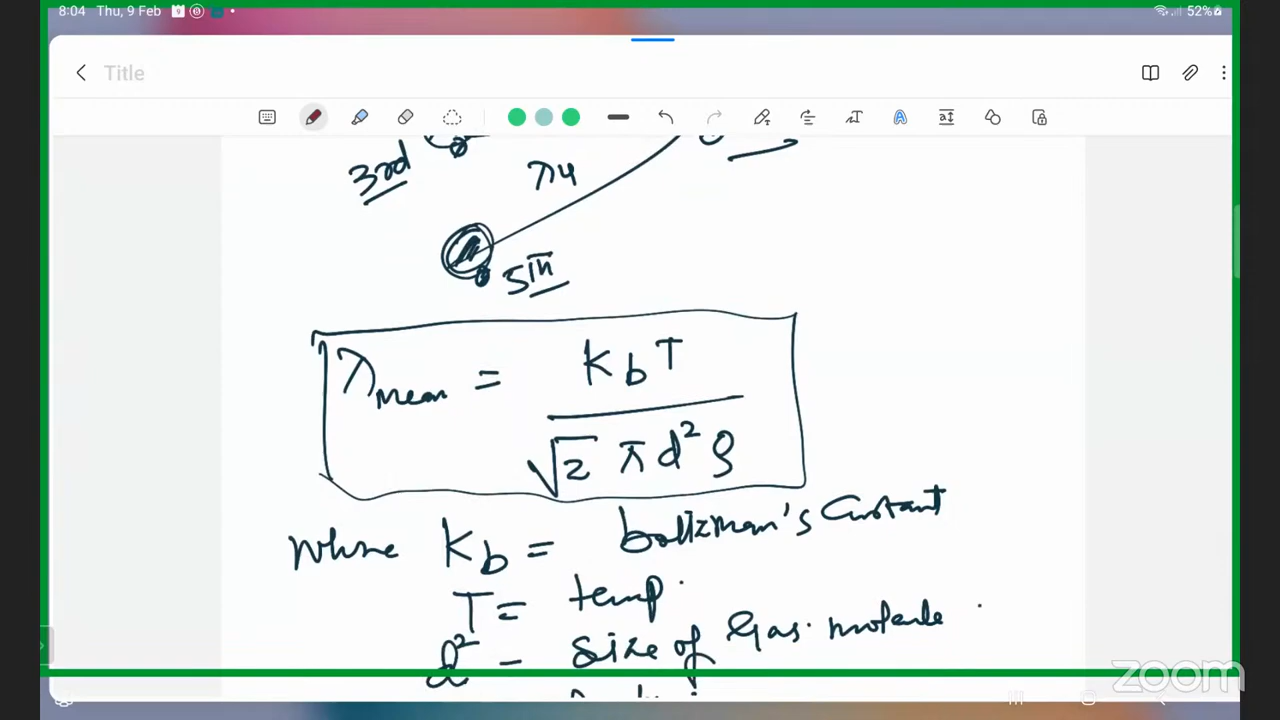 8:04 Thu, 9 Feb
52%
Title
3rd
λ4
5th
λmean = KbT / √2 πd²ρ
Where Kb = boltzman's Constant
T = temp.
d² - Size of Gas molecule
zoom